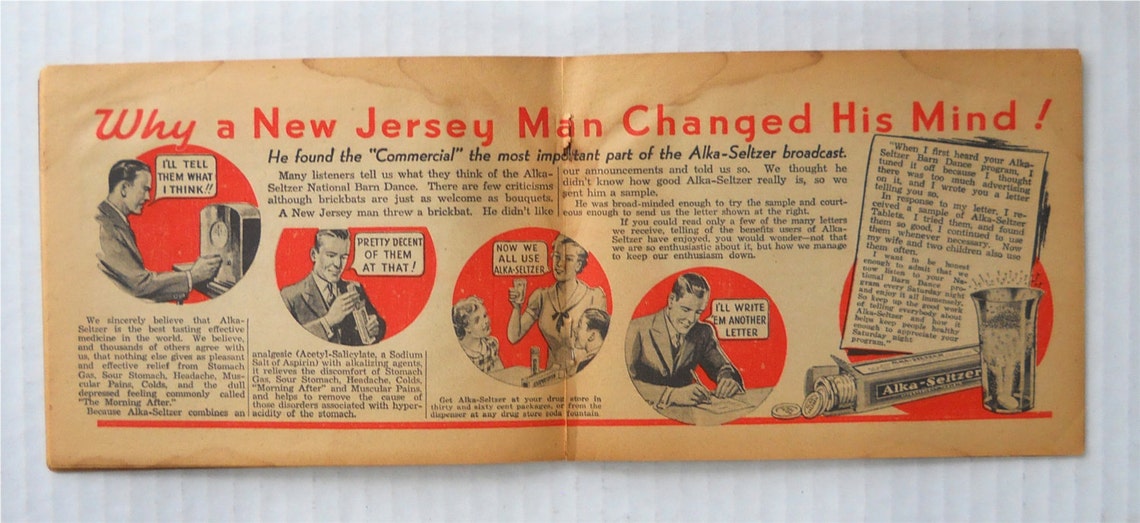 Why a New Jersey Man Changed His Mind!
He found the "Commercial" the most important part of the Alka-Seltzer broadcast.
I'LL TELL
THEM WHAT
I THINK!!
Many listeners tell us what they think of the Alka-
Seltzer National Barn Dance. There are few criticisms
although brickbats are just as welcome as bouquets.
A New Jersey man threw a brickbat. He didn't like
our announcements and told us so. We thought he
didn't know how good Alka-Seltzer really is, so we
sent him a sample.
He was broad-minded enough to try the sample and court-
eous enough to send us the letter shown at the right.
If you could read only a few of the many letters
we receive, telling of the benefits users of Alka-
Seltzer have enjoyed, you would wonder—not that
we are so enthusiastic about it, but how we manage
to keep our enthusiasm down.
PRETTY DECENT
OF THEM
AT THAT!
NOW WE
ALL USE
ALKA-SELTZER
I'LL WRITE
'EM ANOTHER
LETTER
"When I first heard your Alka-
Seltzer Barn Dance program, I
tuned it off because I thought
there was too much advertising
on it, and I wrote you a letter
telling you so.
In response to my letter, I re-
ceived a sample of Alka-Seltzer
Tablets. I tried them, and found
them so good, I continued to use
them whenever necessary. Now
my wife and two children also use
them often.
I want to be honest
enough to admit that we
now listen to your Na-
tional Barn Dance pro-
gram every Saturday night
and enjoy it all immensely.
So keep up the good work
of telling everybody about
Alka-Seltzer and how it
helps keep people healthy
enough to appreciate your
Saturday night
program."
We sincerely believe that Alka-
Seltzer is the best tasting effective
medicine in the world. We believe,
and thousands of others agree with
us, that nothing else gives as pleasant
and effective relief from Stomach
Gas, Sour Stomach, Headache, Mus-
cular Pains, Colds, and the dull
depressed feeling commonly called
"The Morning After."
Because Alka-Seltzer combines an
analgesic (Acetyl-Salicylate, a Sodium
Salt of Aspirin) with alkalizing agents,
it relieves the discomfort of Stomach
Gas, Sour Stomach, Headache, Colds,
"Morning After" and Muscular Pains,
and helps to remove the cause of
those disorders associated with hyper-
acidity of the stomach.
Get Alka-Seltzer at your drug store in
thirty and sixty cent packages, or from the
dispenser at any drug store soda fountain
Alka-Seltzer